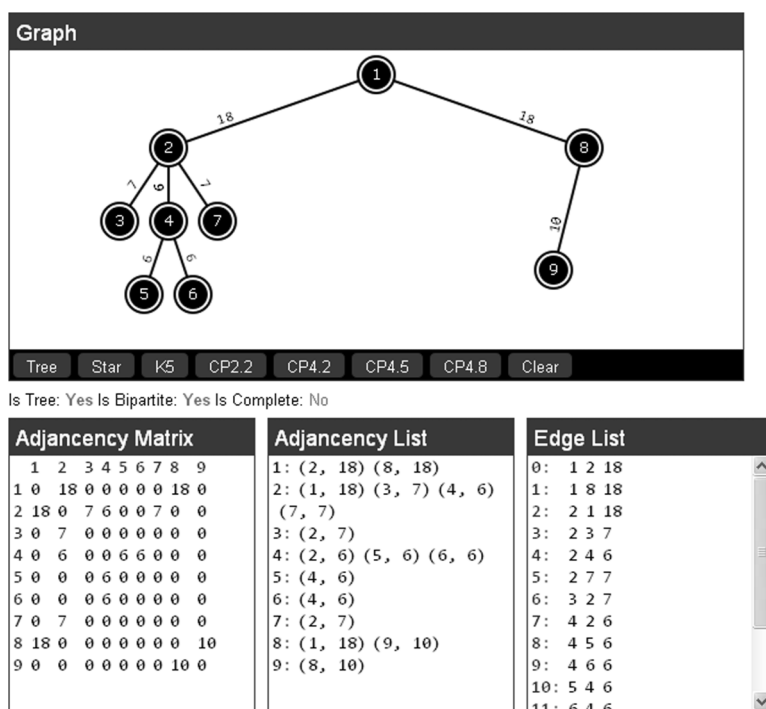 Graph
1
18
18
2
8
7
6
7
10
3
4
7
9
6
6
5
6
Tree Star K5 CP2.2 CP4.2 CP4.5 CP4.8 Clear
Is Tree: Yes Is Bipartite: Yes Is Complete: No
Adjancency Matrix
1 2 3 4 5 6 7 8 9
1 0 18 0 0 0 0 0 18 0
2 18 0 7 6 0 0 7 0 0
3 0 7 0 0 0 0 0 0 0
4 0 6 0 0 6 6 0 0 0
5 0 0 0 6 0 0 0 0 0
6 0 0 0 6 0 0 0 0 0
7 0 7 0 0 0 0 0 0 0
8 18 0 0 0 0 0 0 0 10
9 0 0 0 0 0 0 0 10 0
Adjancency List
1: (2, 18) (8, 18)
2: (1, 18) (3, 7) (4, 6)
(7, 7)
3: (2, 7)
4: (2, 6) (5, 6) (6, 6)
5: (4, 6)
6: (4, 6)
7: (2, 7)
8: (1, 18) (9, 10)
9: (8, 10)
Edge List
0: 1 2 18
1: 1 8 18
2: 2 1 18
3: 2 3 7
4: 2 4 6
5: 2 7 7
6: 3 2 7
7: 4 2 6
8: 4 5 6
9: 4 6 6
10: 5 4 6
11: 6 4 6